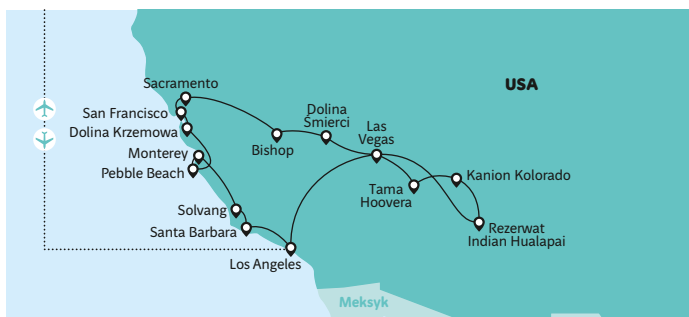 USA
Sacramento
San Francisco
Dolina Krzemowa
Monterey
Pebble Beach
Bishop
Dolina
Śmierci
Las
Vegas
Tama
Hoovera
Kanion Kolorado
Rezerwat
Indian Hualapai
Solvang
Santa Barbara
Los Angeles
Meksyk